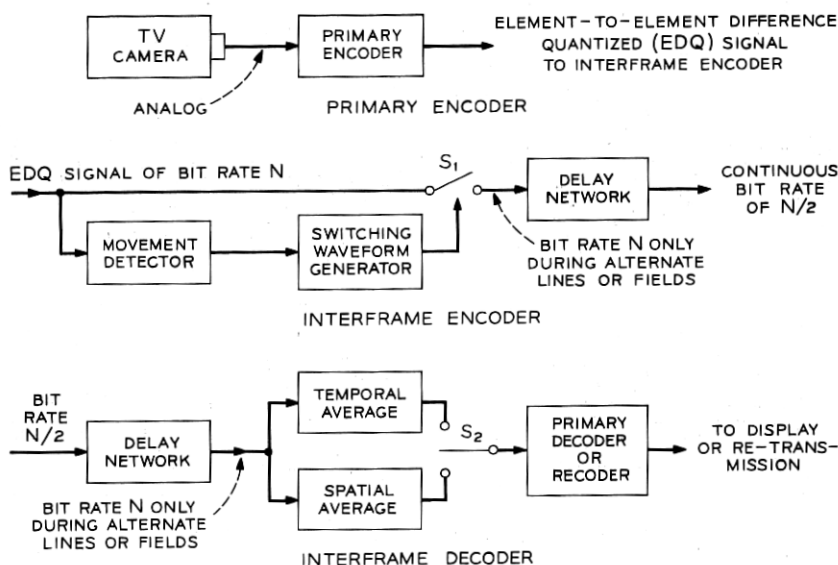 TV
CAMERA
PRIMARY
ENCODER
ELEMENT-TO-ELEMENT DIFFERENCE
QUANTIZED (EDQ) SIGNAL
TO INTERFRAME ENCODER
ANALOG
PRIMARY ENCODER
EDQ SIGNAL OF BIT RATE N
S1
DELAY
NETWORK
CONTINUOUS
BIT RATE
OF N/2
MOVEMENT
DETECTOR
SWITCHING
WAVEFORM
GENERATOR
BIT RATE N ONLY
DURING ALTERNATE
LINES OR FIELDS
INTERFRAME ENCODER
BIT
RATE
N/2
DELAY
NETWORK
TEMPORAL
AVERAGE
S2
PRIMARY
DECODER
OR
RECODER
TO DISPLAY
OR RE-TRANS-
MISSION
SPATIAL
AVERAGE
BIT RATE N ONLY
DURING ALTERNATE
LINES OR FIELDS
INTERFRAME DECODER